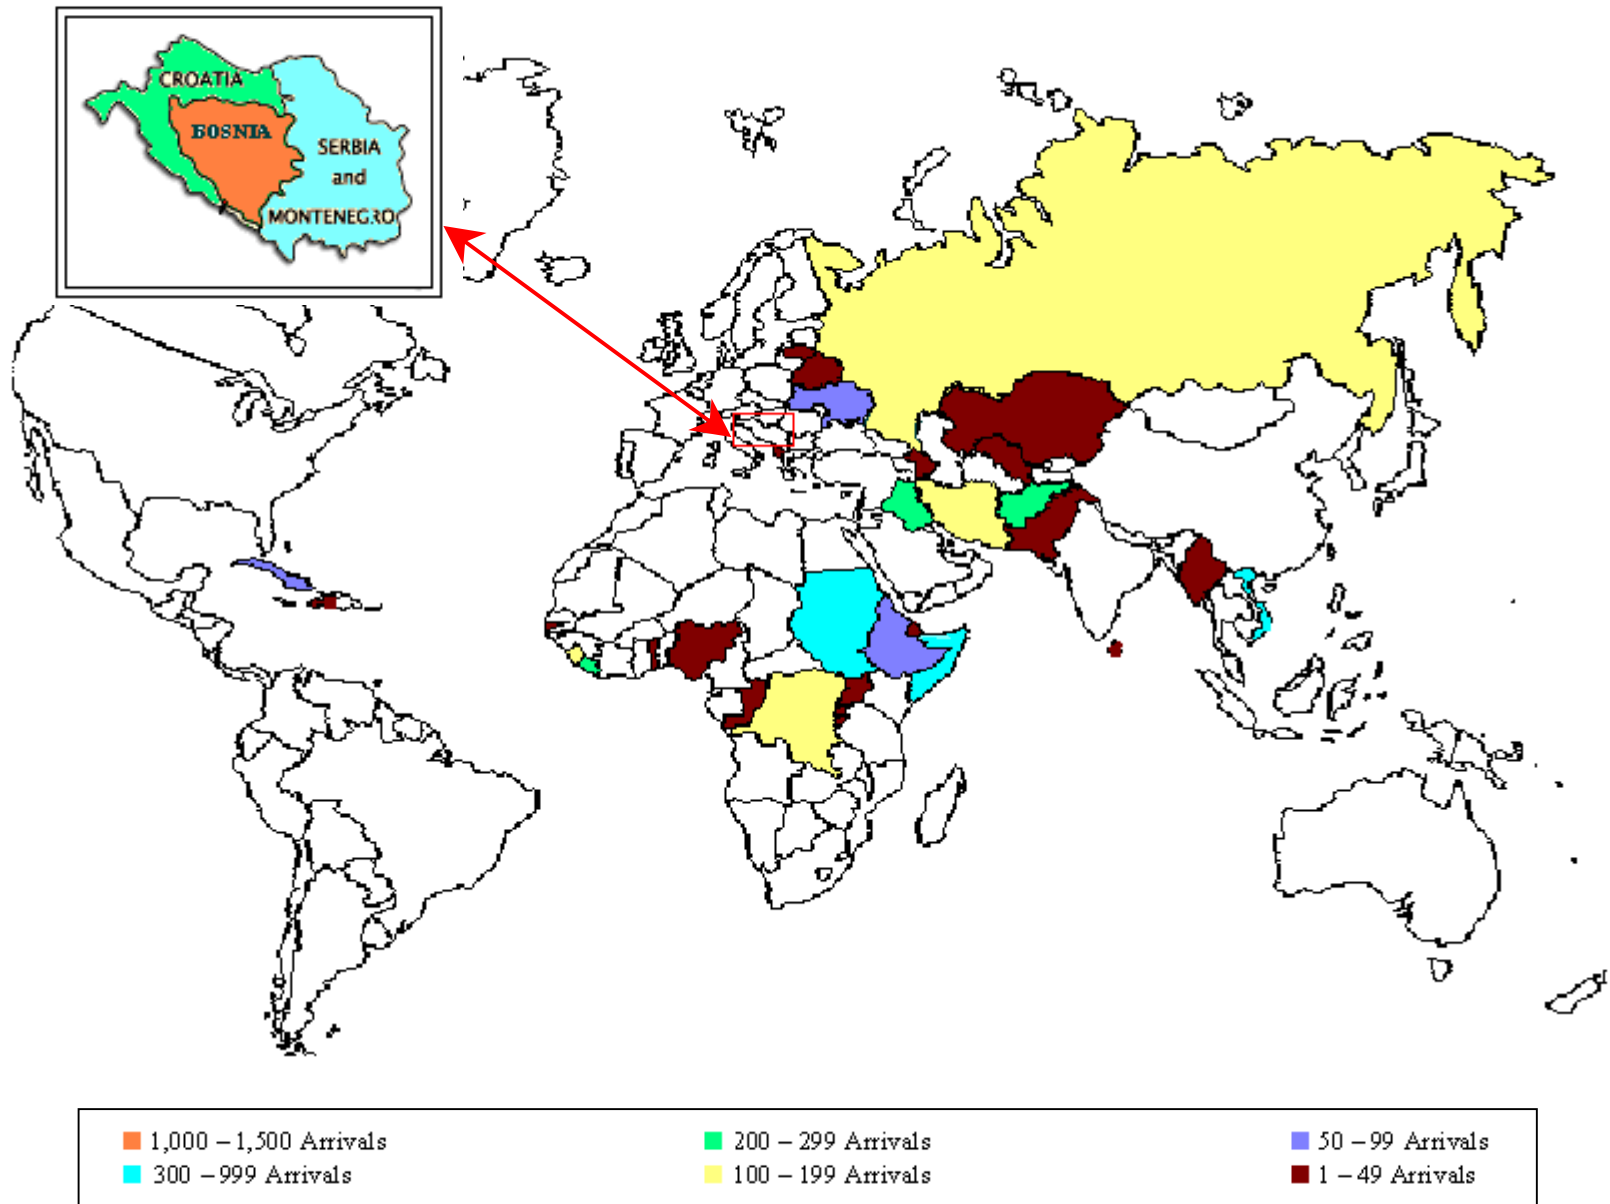 CROATIA
BOSNIA
SERBIA
and
MONTENEGRO
1,000 – 1,500 Arrivals
300 – 999 Arrivals
200 – 299 Arrivals
100 – 199 Arrivals
50 – 99 Arrivals
1 – 49 Arrivals